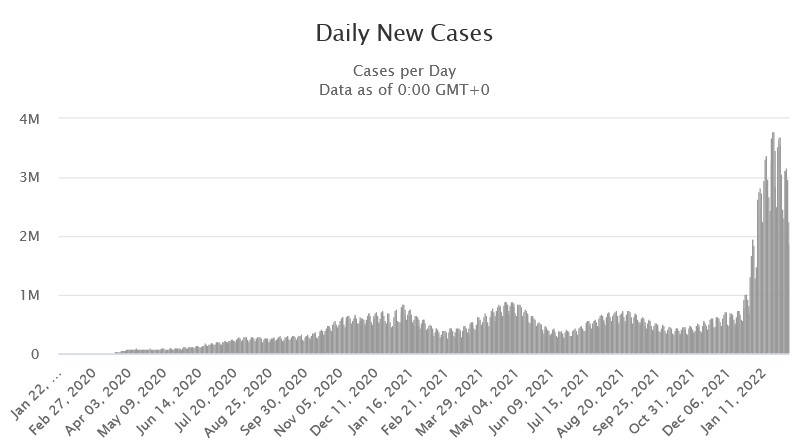 Daily New Cases
Cases per Day
Data as of 0:00 GMT+0
4M
3M
2M
1M
0
Jan 22, ...
Feb 27, 2020
Apr 03, 2020
May 09, 2020
Jun 14, 2020
Jul 20, 2020
Aug 25, 2020
Sep 30, 2020
Nov 05, 2020
Dec 11, 2020
Jan 16, 2021
Feb 21, 2021
Mar 29, 2021
May 04, 2021
Jun 09, 2021
Jul 15, 2021
Aug 20, 2021
Sep 25, 2021
Oct 31, 2021
Dec 06, 2021
Jan 11, 2022